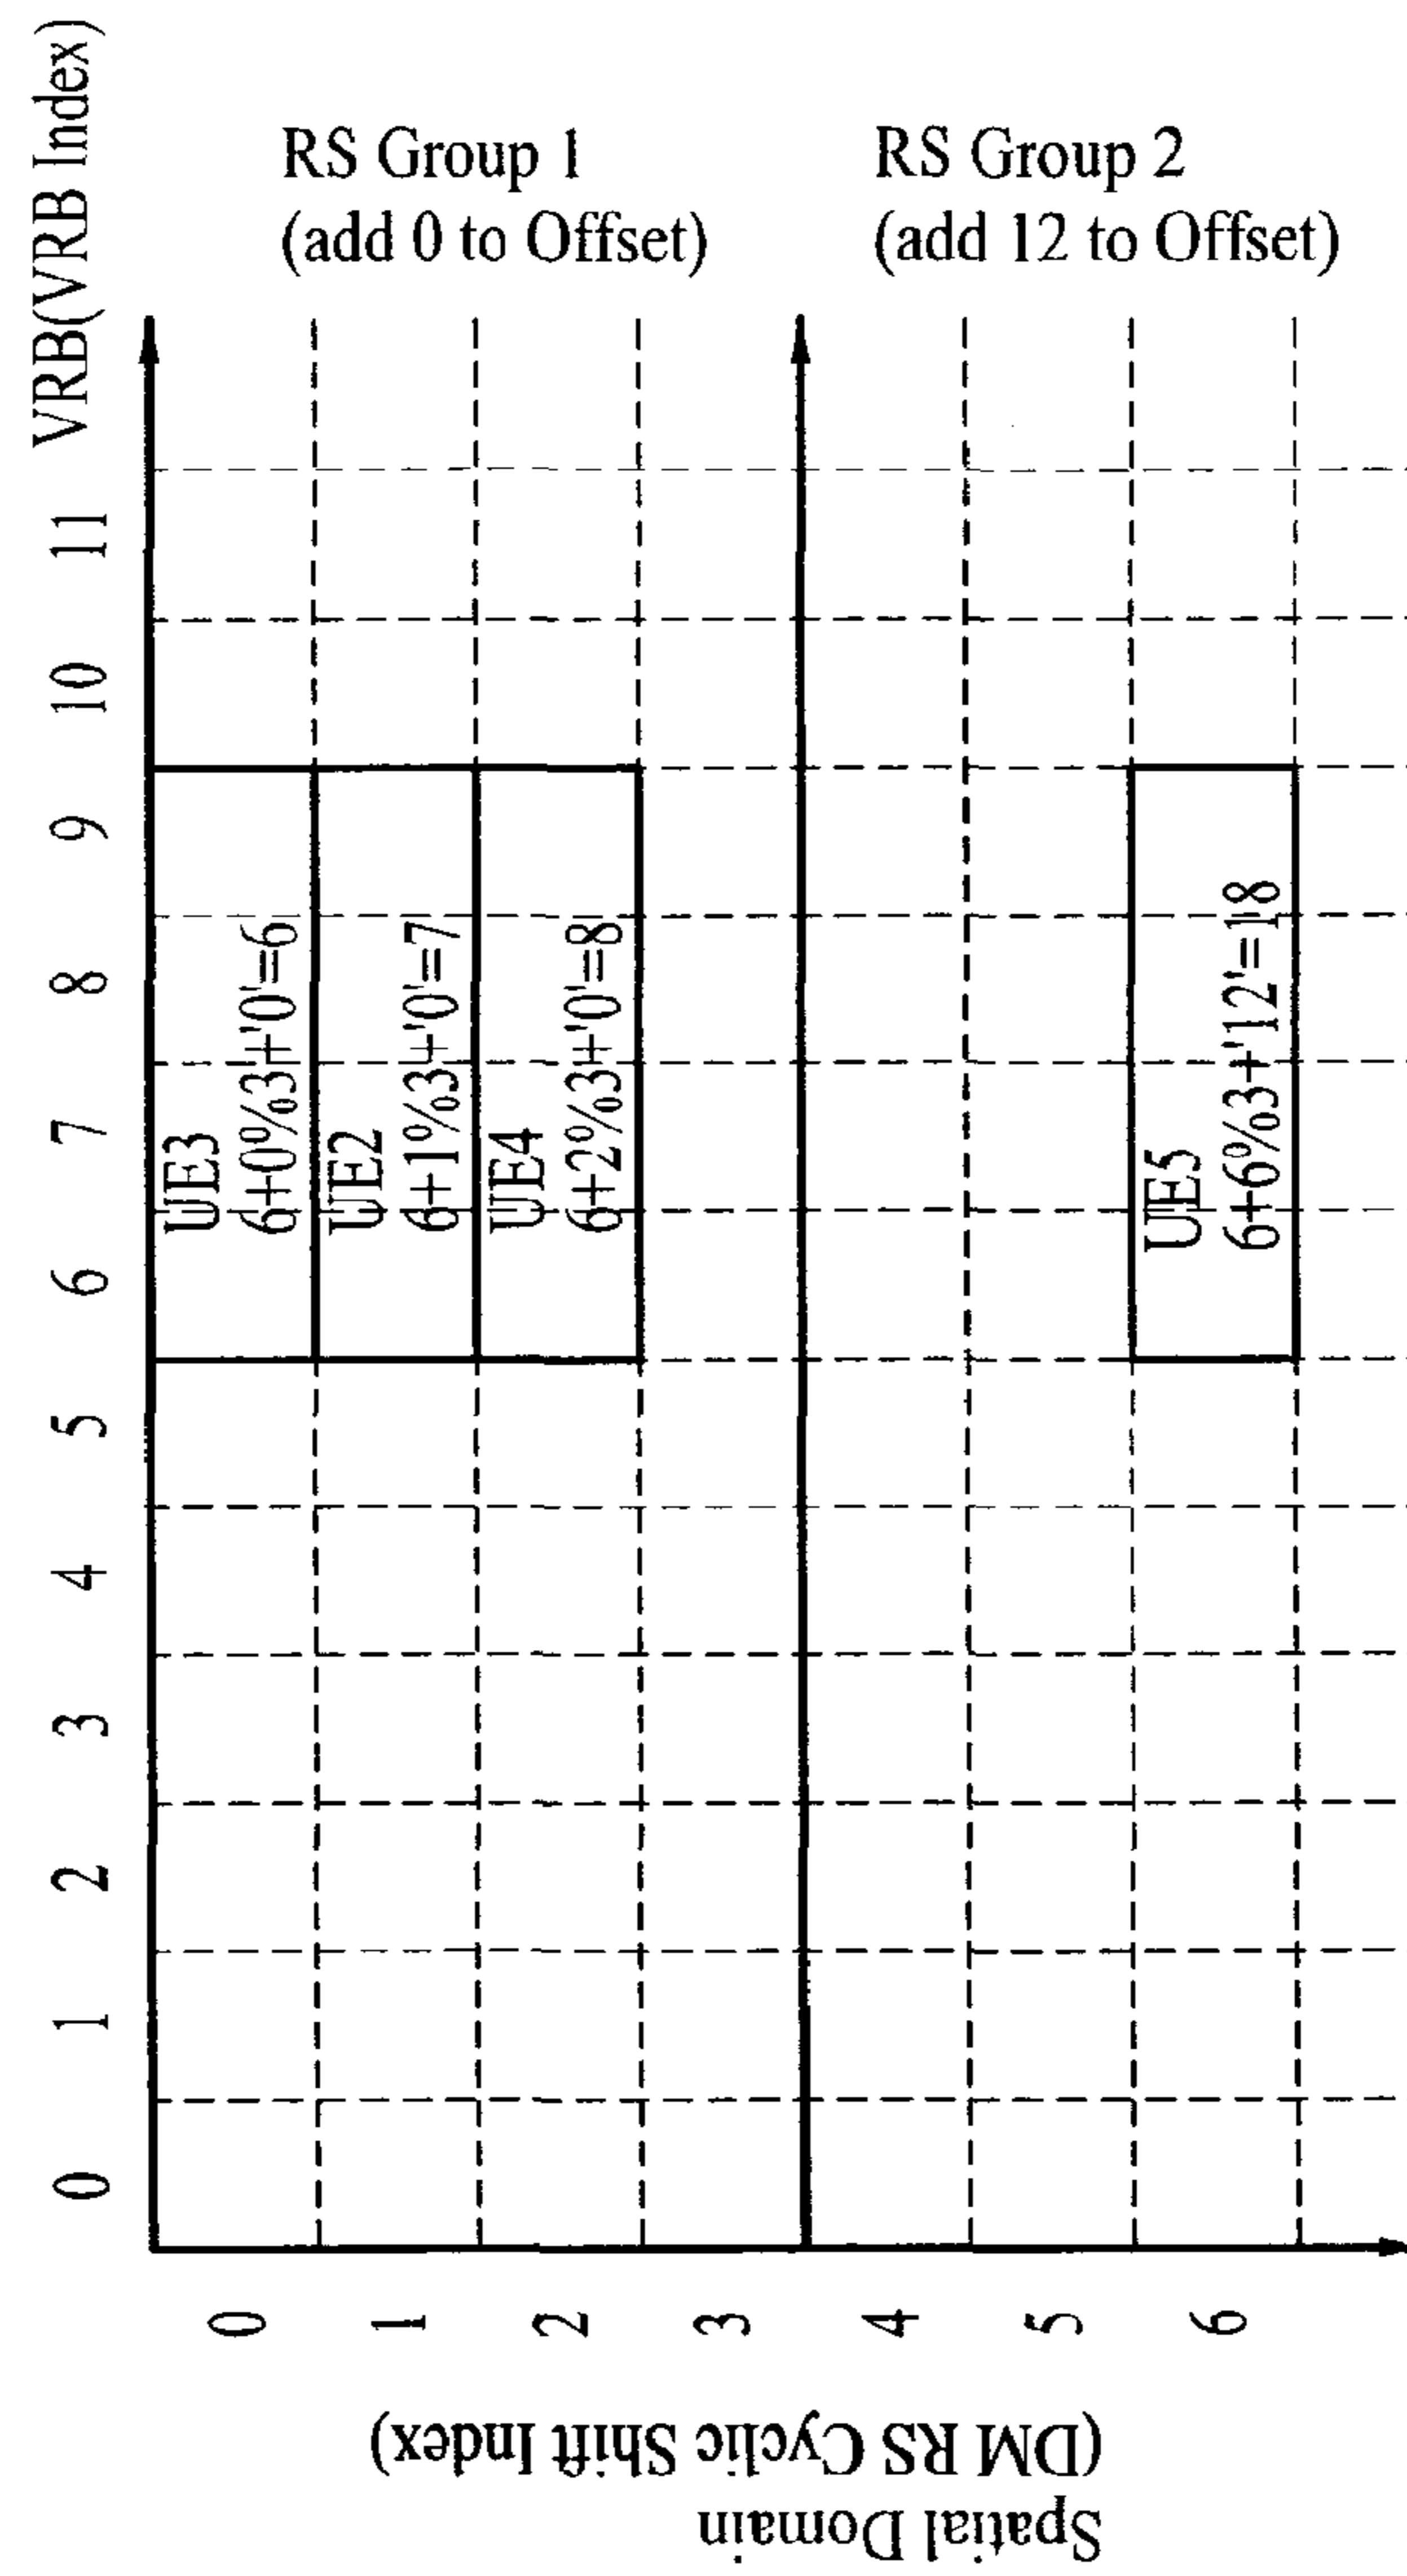 VRB(VRB Index)
0 1 2 3 4 5 6 7 8 9 10 11
Spatial Domain
(DM RS Cyclic Shift Index)
0
1
2
3
4
5
6
RS Group 1
(add 0 to Offset)
RS Group 2
(add 12 to Offset)
UE3
6+0%3+'0'=6
UE2
6+1%3+'0'=7
UE4
6+2%3+'0'=8
UE5
6+6%3+'12'=18